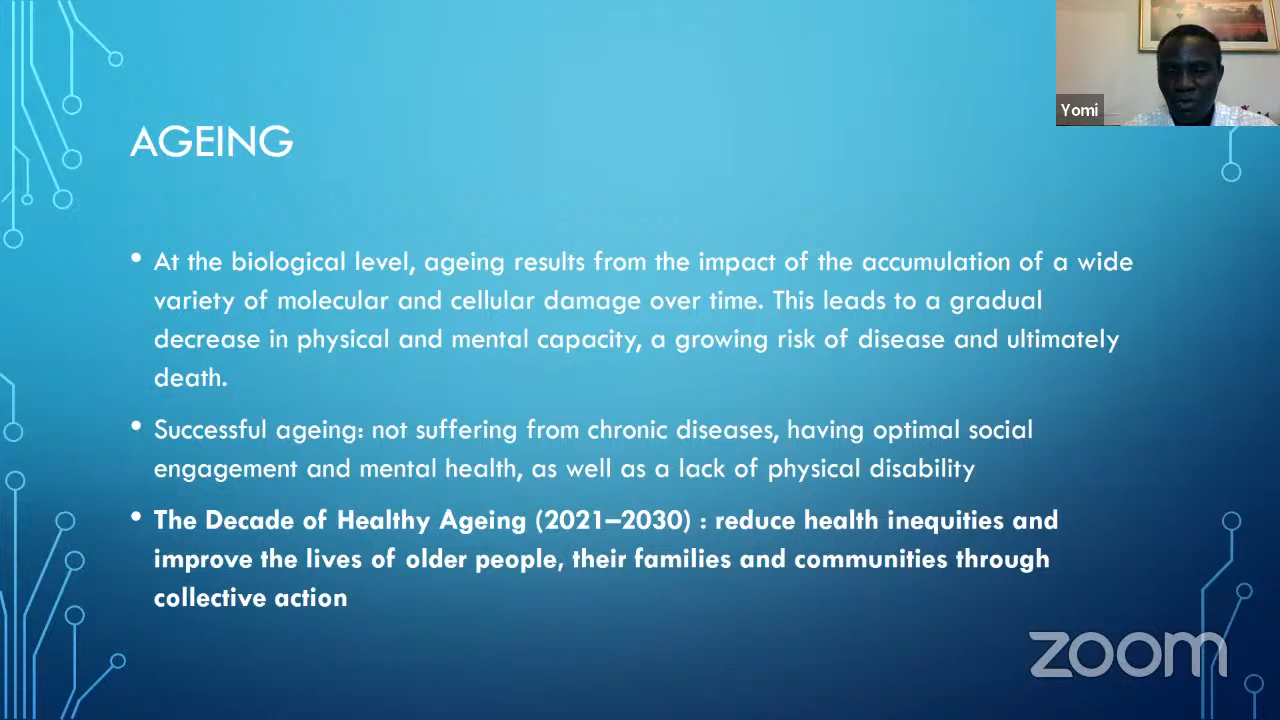 Yomi
AGEING
• At the biological level, ageing results from the impact of the accumulation of a wide
variety of molecular and cellular damage over time. This leads to a gradual
decrease in physical and mental capacity, a growing risk of disease and ultimately
death.
• Successful ageing: not suffering from chronic diseases, having optimal social
engagement and mental health, as well as a lack of physical disability
• The Decade of Healthy Ageing (2021–2030) : reduce health inequities and
improve the lives of older people, their families and communities through
collective action
zoom